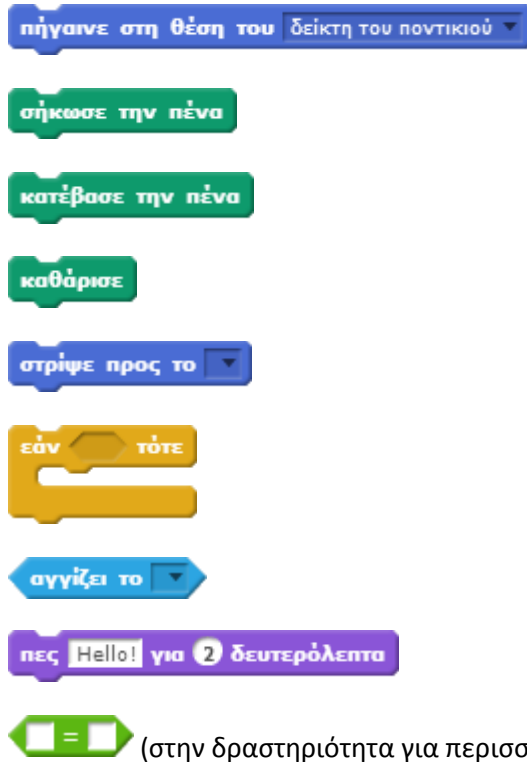 πήγαινε στη θέση του δείκτη του ποντικιού
σήκωσε την πένα
κατέβασε την πένα
καθάρισε
στρίψε προς το
εάν τότε
αγγίζει το
πες Hello! για 2 δευτερόλεπτα
= (στην δραστηριότητα για